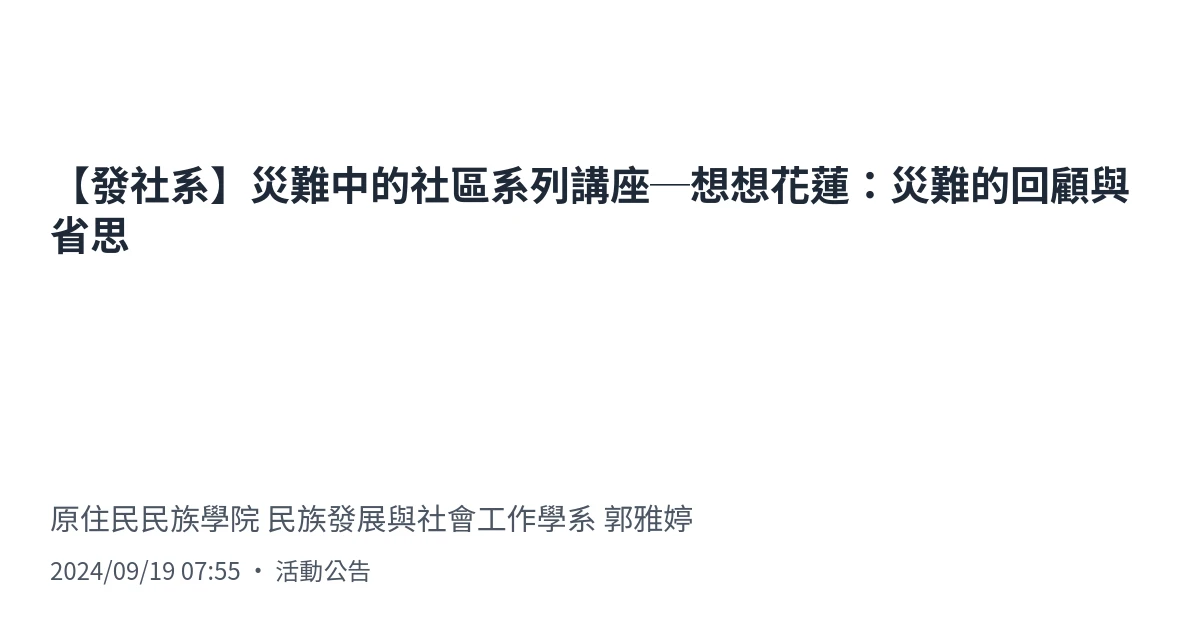 【發社系】災難中的社區系列講座─想想花蓮：災難的回顧與
省思
原住民民族學院 民族發展與社會工作學系 郭雅婷
2024/09/19 07:55 • 活動公告